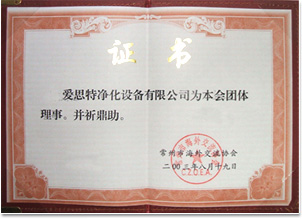 证书
爱思特净化设备有限公司为本会团体
理事。并祈鼎助。
常州市海外交流协会
二00三年八月十九日
C.Z.O.E.A.